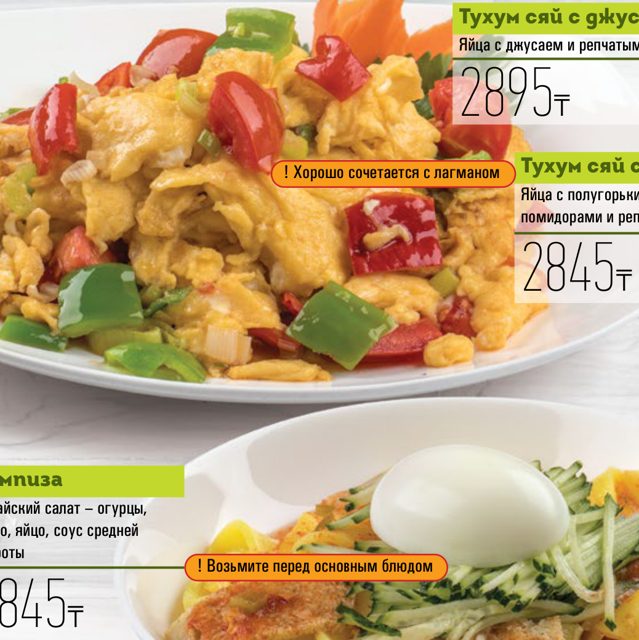 Тухум сяй с джус
Яйца с джусаем и репчатым
2895₸
! Хорошо сочетается с лагманом
Тухум сяй с
Яйца с полугорьки
помидорами и реп
2845₸
мпиза
айский салат – огурцы,
о, яйцо, соус средней
роты
! Возьмите перед основным блюдом
845₸